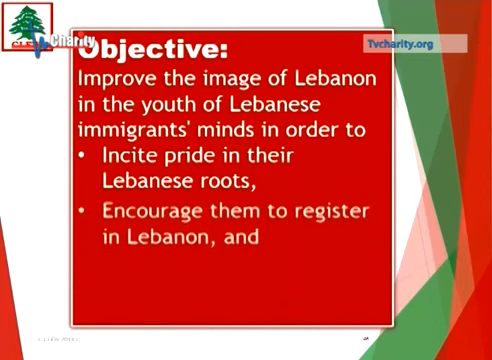 Charity
Tvcharity.org
Objective:
Improve the image of Lebanon
in the youth of Lebanese
immigrants' minds in order to
• Incite pride in their
Lebanese roots,
• Encourage them to register
in Lebanon, and